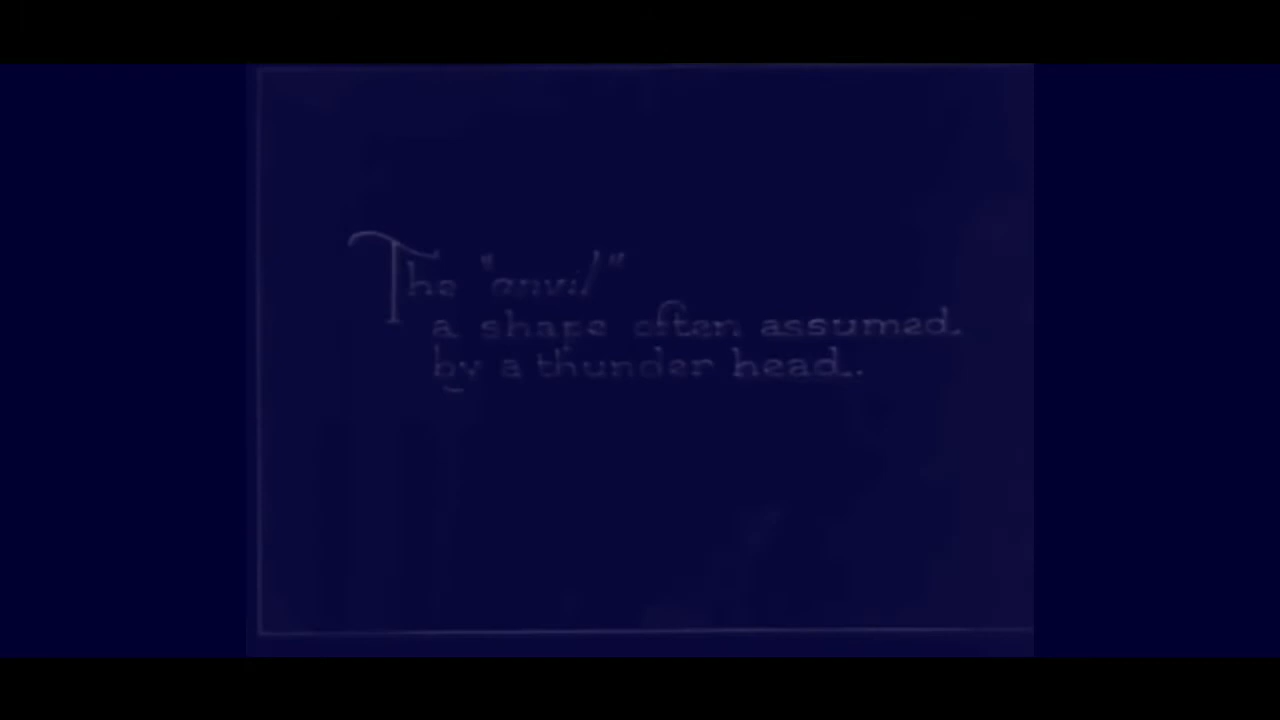 The "anvil"
a shape often assumed
by a thunder head..